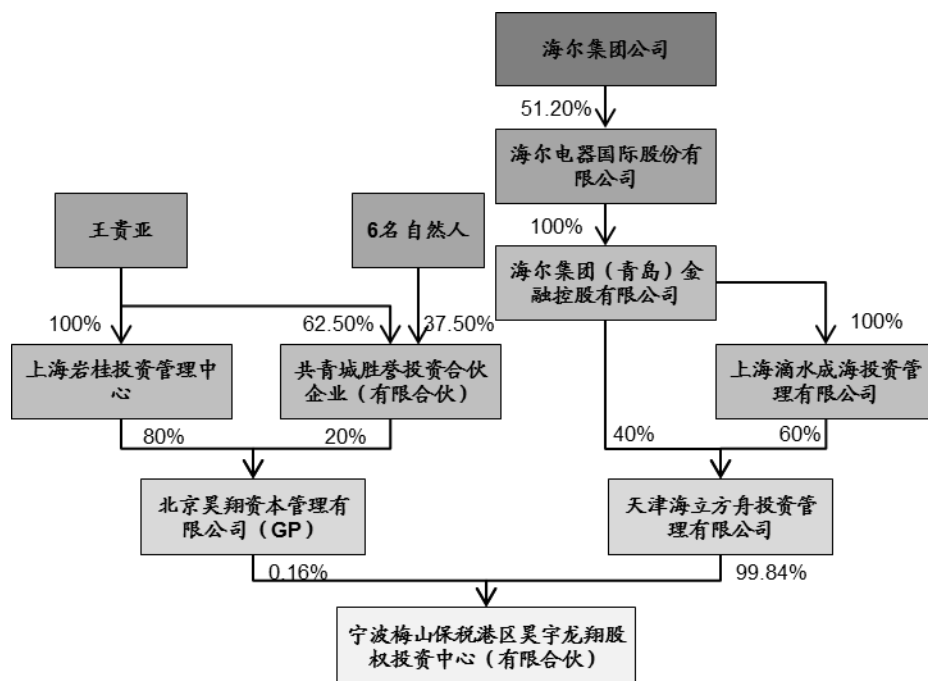 海尔集团公司
51.20%
海尔电器国际股份有
限公司
王贵亚
6名 自然人
100%
海尔集团（青岛）金
融控股有限公司
100%
62.50%
37.50%
100%
上海岩桂投资管理中
心
共青城胜誉投资合伙
企业（有限合伙）
上海滴水成海投资管
理有限公司
80%
20%
40%
60%
北京昊翔资本管理有
限公司（GP）
天津海立方舟投资管
理有限公司
0.16%
99.84%
宁波梅山保税港区昊宇龙翔股
权投资中心（有限合伙）